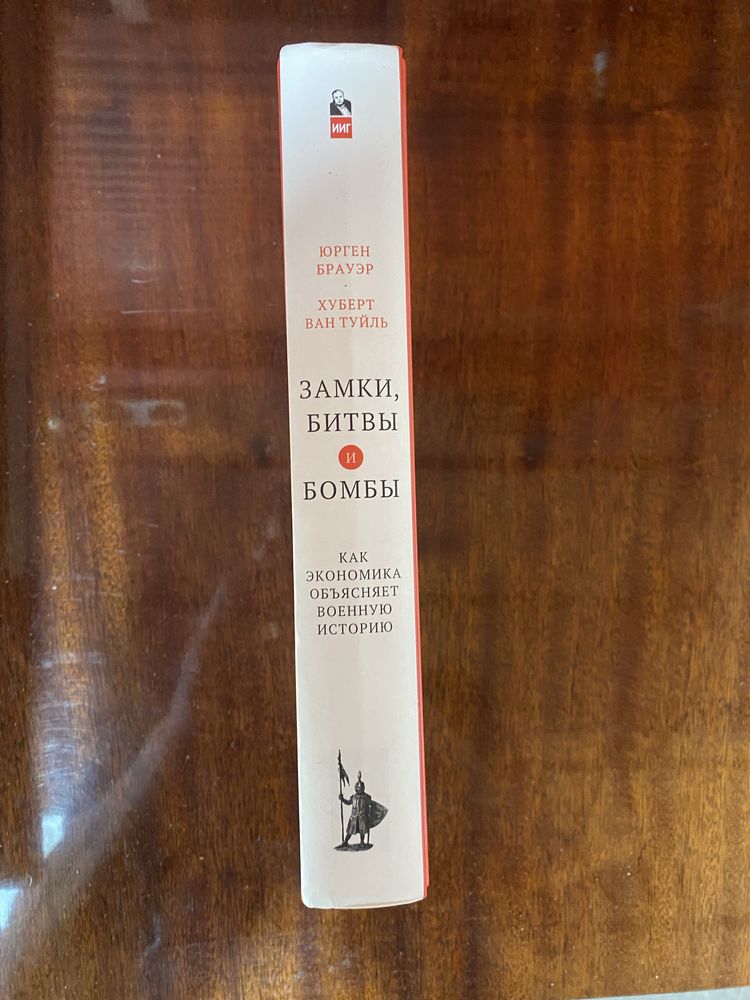 ИИГ
ЮРГЕН
БРАУЭР
ХУБЕРТ
ВАН ТУЙЛЬ
ЗАМКИ,
БИТВЫ
И
БОМБЫ
КАК
ЭКОНОМИКА
ОБЪЯСНЯЕТ
ВОЕННУЮ
ИСТОРИЮ